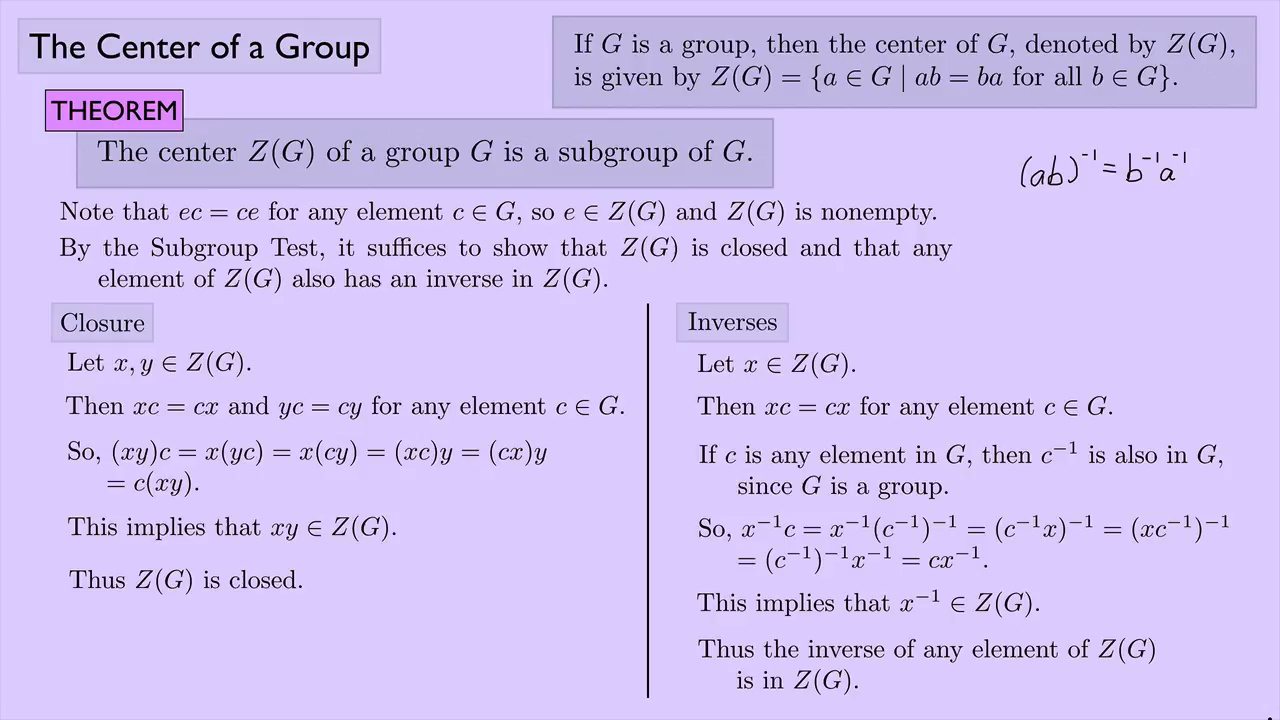 The Center of a Group
If G is a group, then the center of G, denoted by Z(G),
is given by Z(G) = {a ∈ G | ab = ba for all b ∈ G}.
THEOREM
The center Z(G) of a group G is a subgroup of G.
(ab)⁻¹ = b⁻¹a⁻¹
Note that ec = ce for any element c ∈ G, so e ∈ Z(G) and Z(G) is nonempty.
By the Subgroup Test, it suffices to show that Z(G) is closed and that any
element of Z(G) also has an inverse in Z(G).
Closure
Let x, y ∈ Z(G).
Then xc = cx and yc = cy for any element c ∈ G.
So, (xy)c = x(yc) = x(cy) = (xc)y = (cx)y
= c(xy).
This implies that xy ∈ Z(G).
Thus Z(G) is closed.
Inverses
Let x ∈ Z(G).
Then xc = cx for any element c ∈ G.
If c is any element in G, then c⁻¹ is also in G,
since G is a group.
So, x⁻¹c = x⁻¹(c⁻¹)⁻¹ = (c⁻¹x)⁻¹ = (xc⁻¹)⁻¹
= (c⁻¹)⁻¹x⁻¹ = cx⁻¹.
This implies that x⁻¹ ∈ Z(G).
Thus the inverse of any element of Z(G)
is in Z(G).